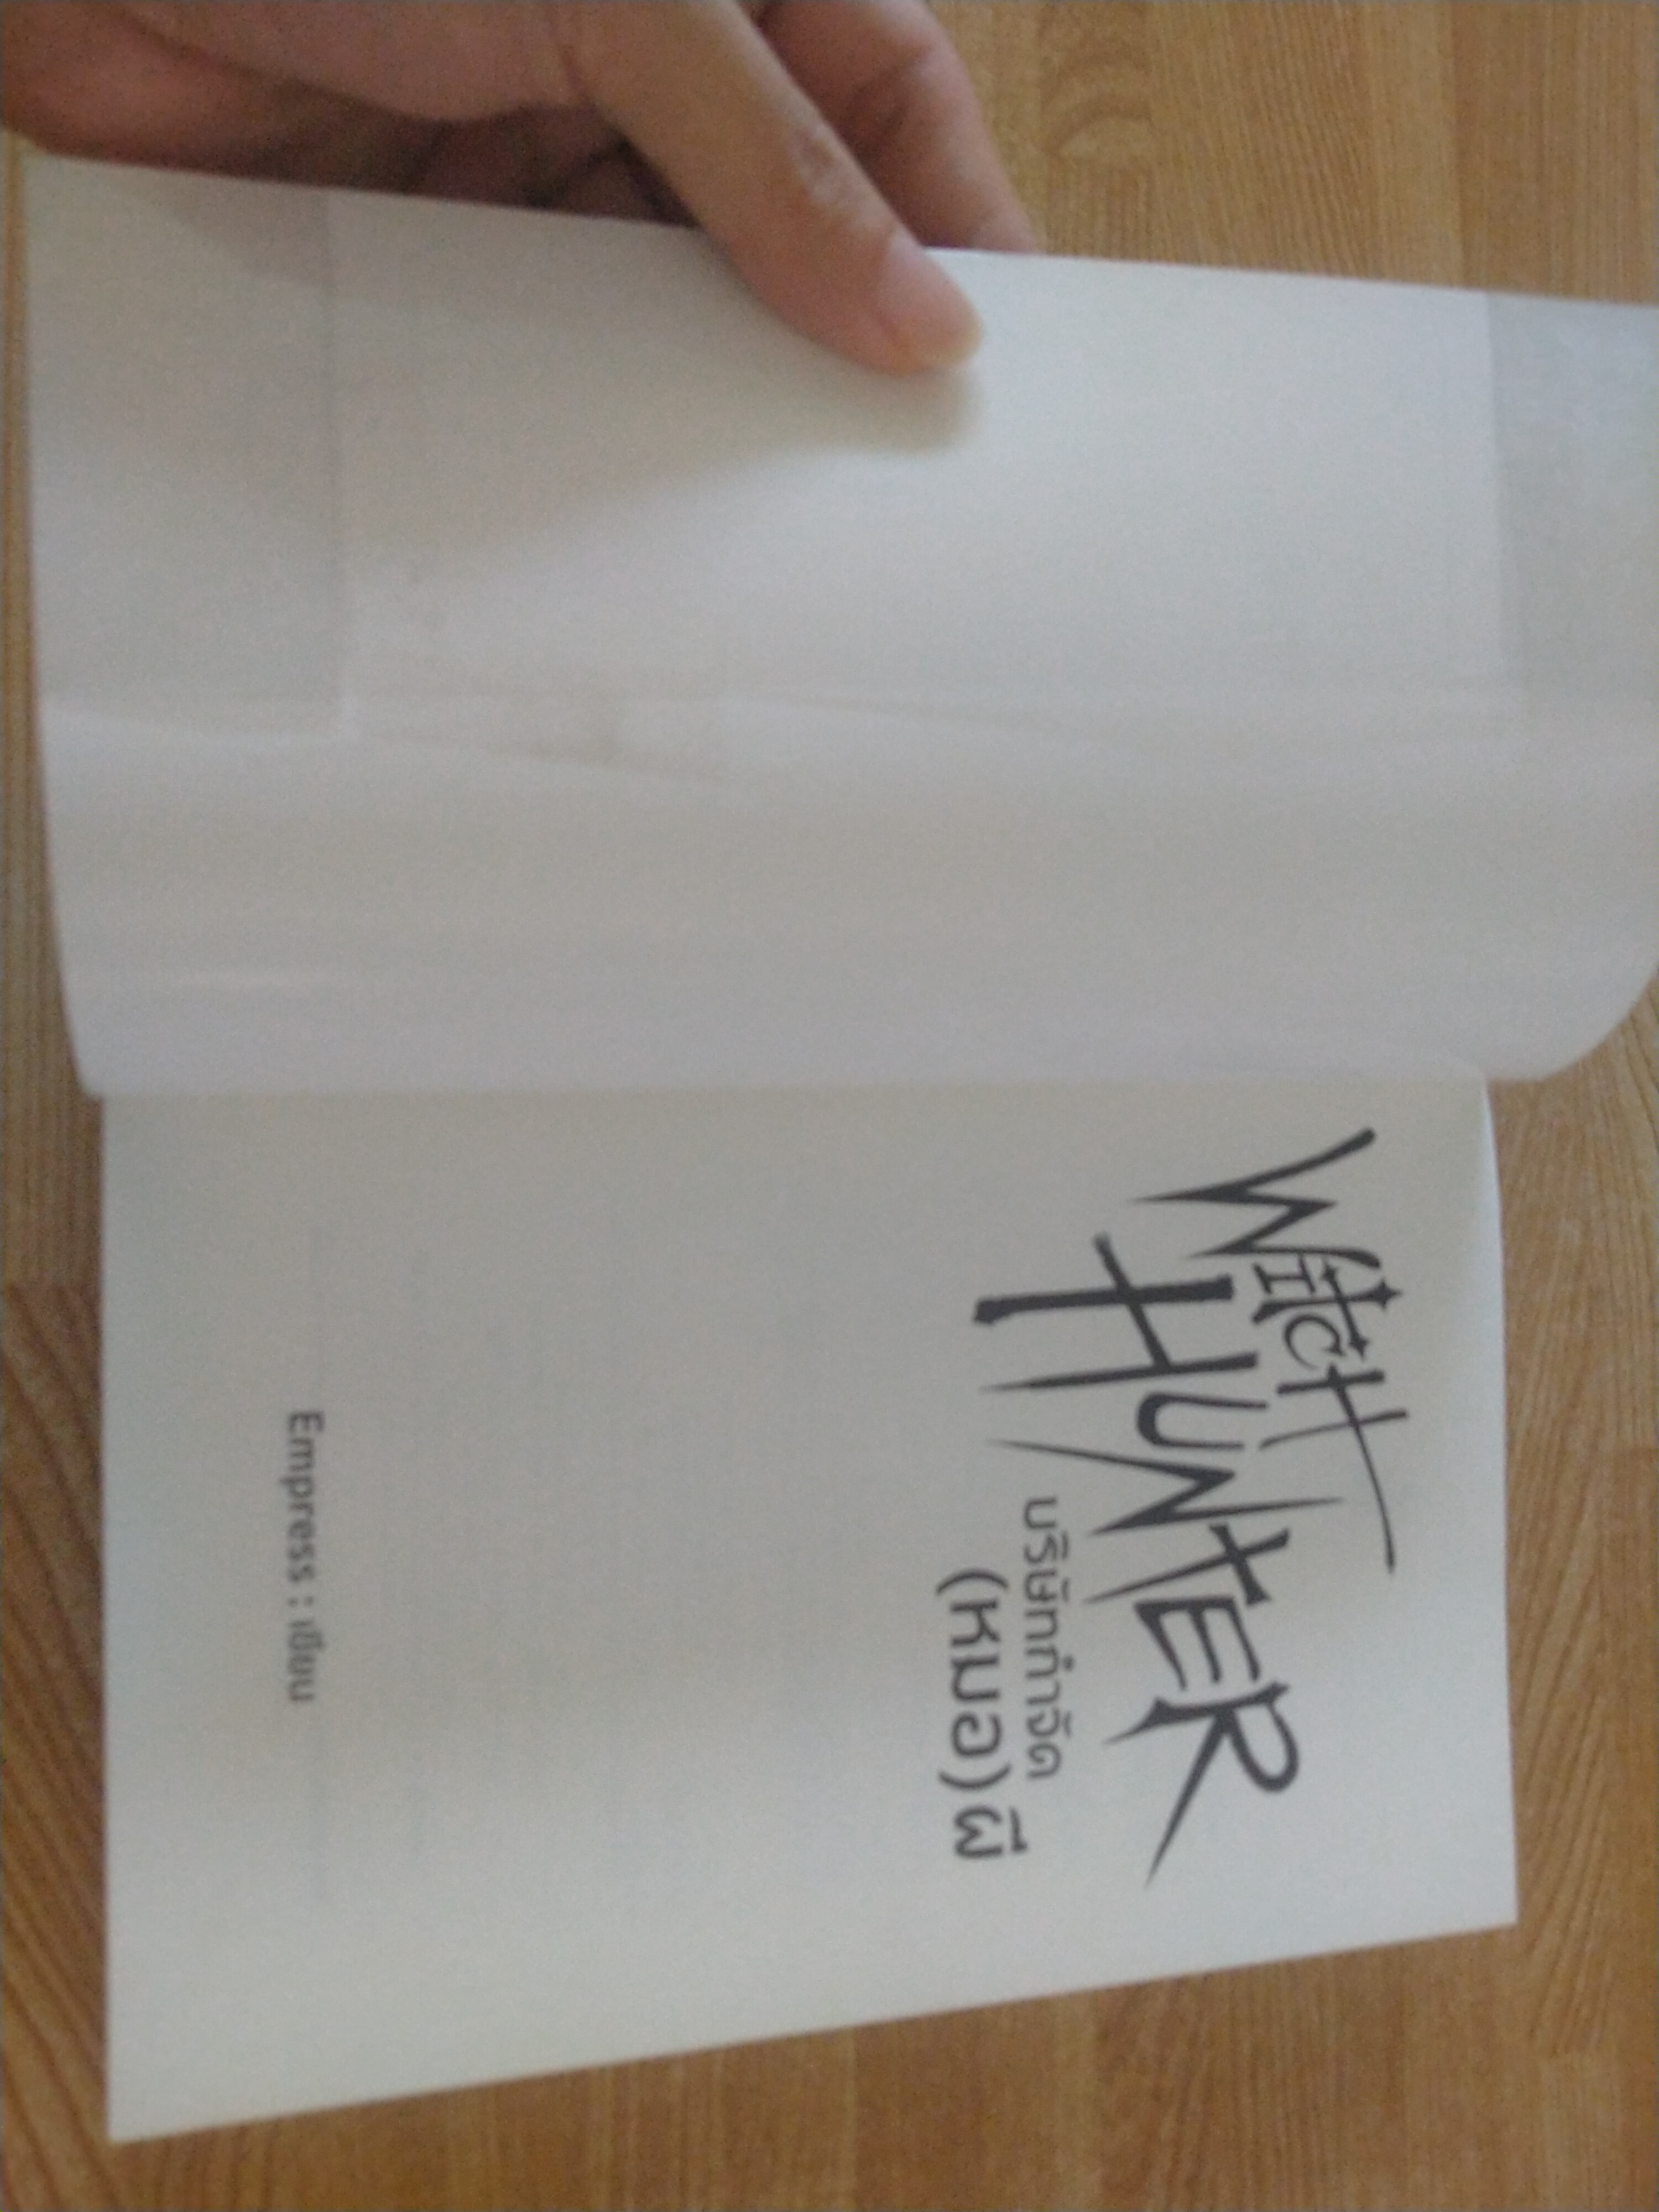 WITCH
HUNTER
บริษัทกำจัด
(หมอ)ผี
Empress : เขียน